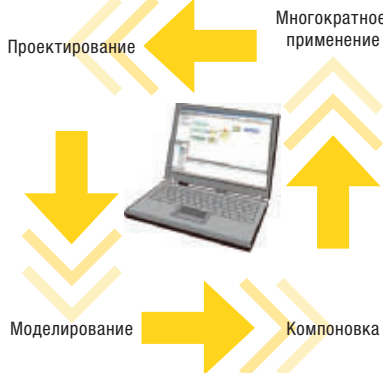 Многократное
применение
Проектирование
Моделирование
Компоновка